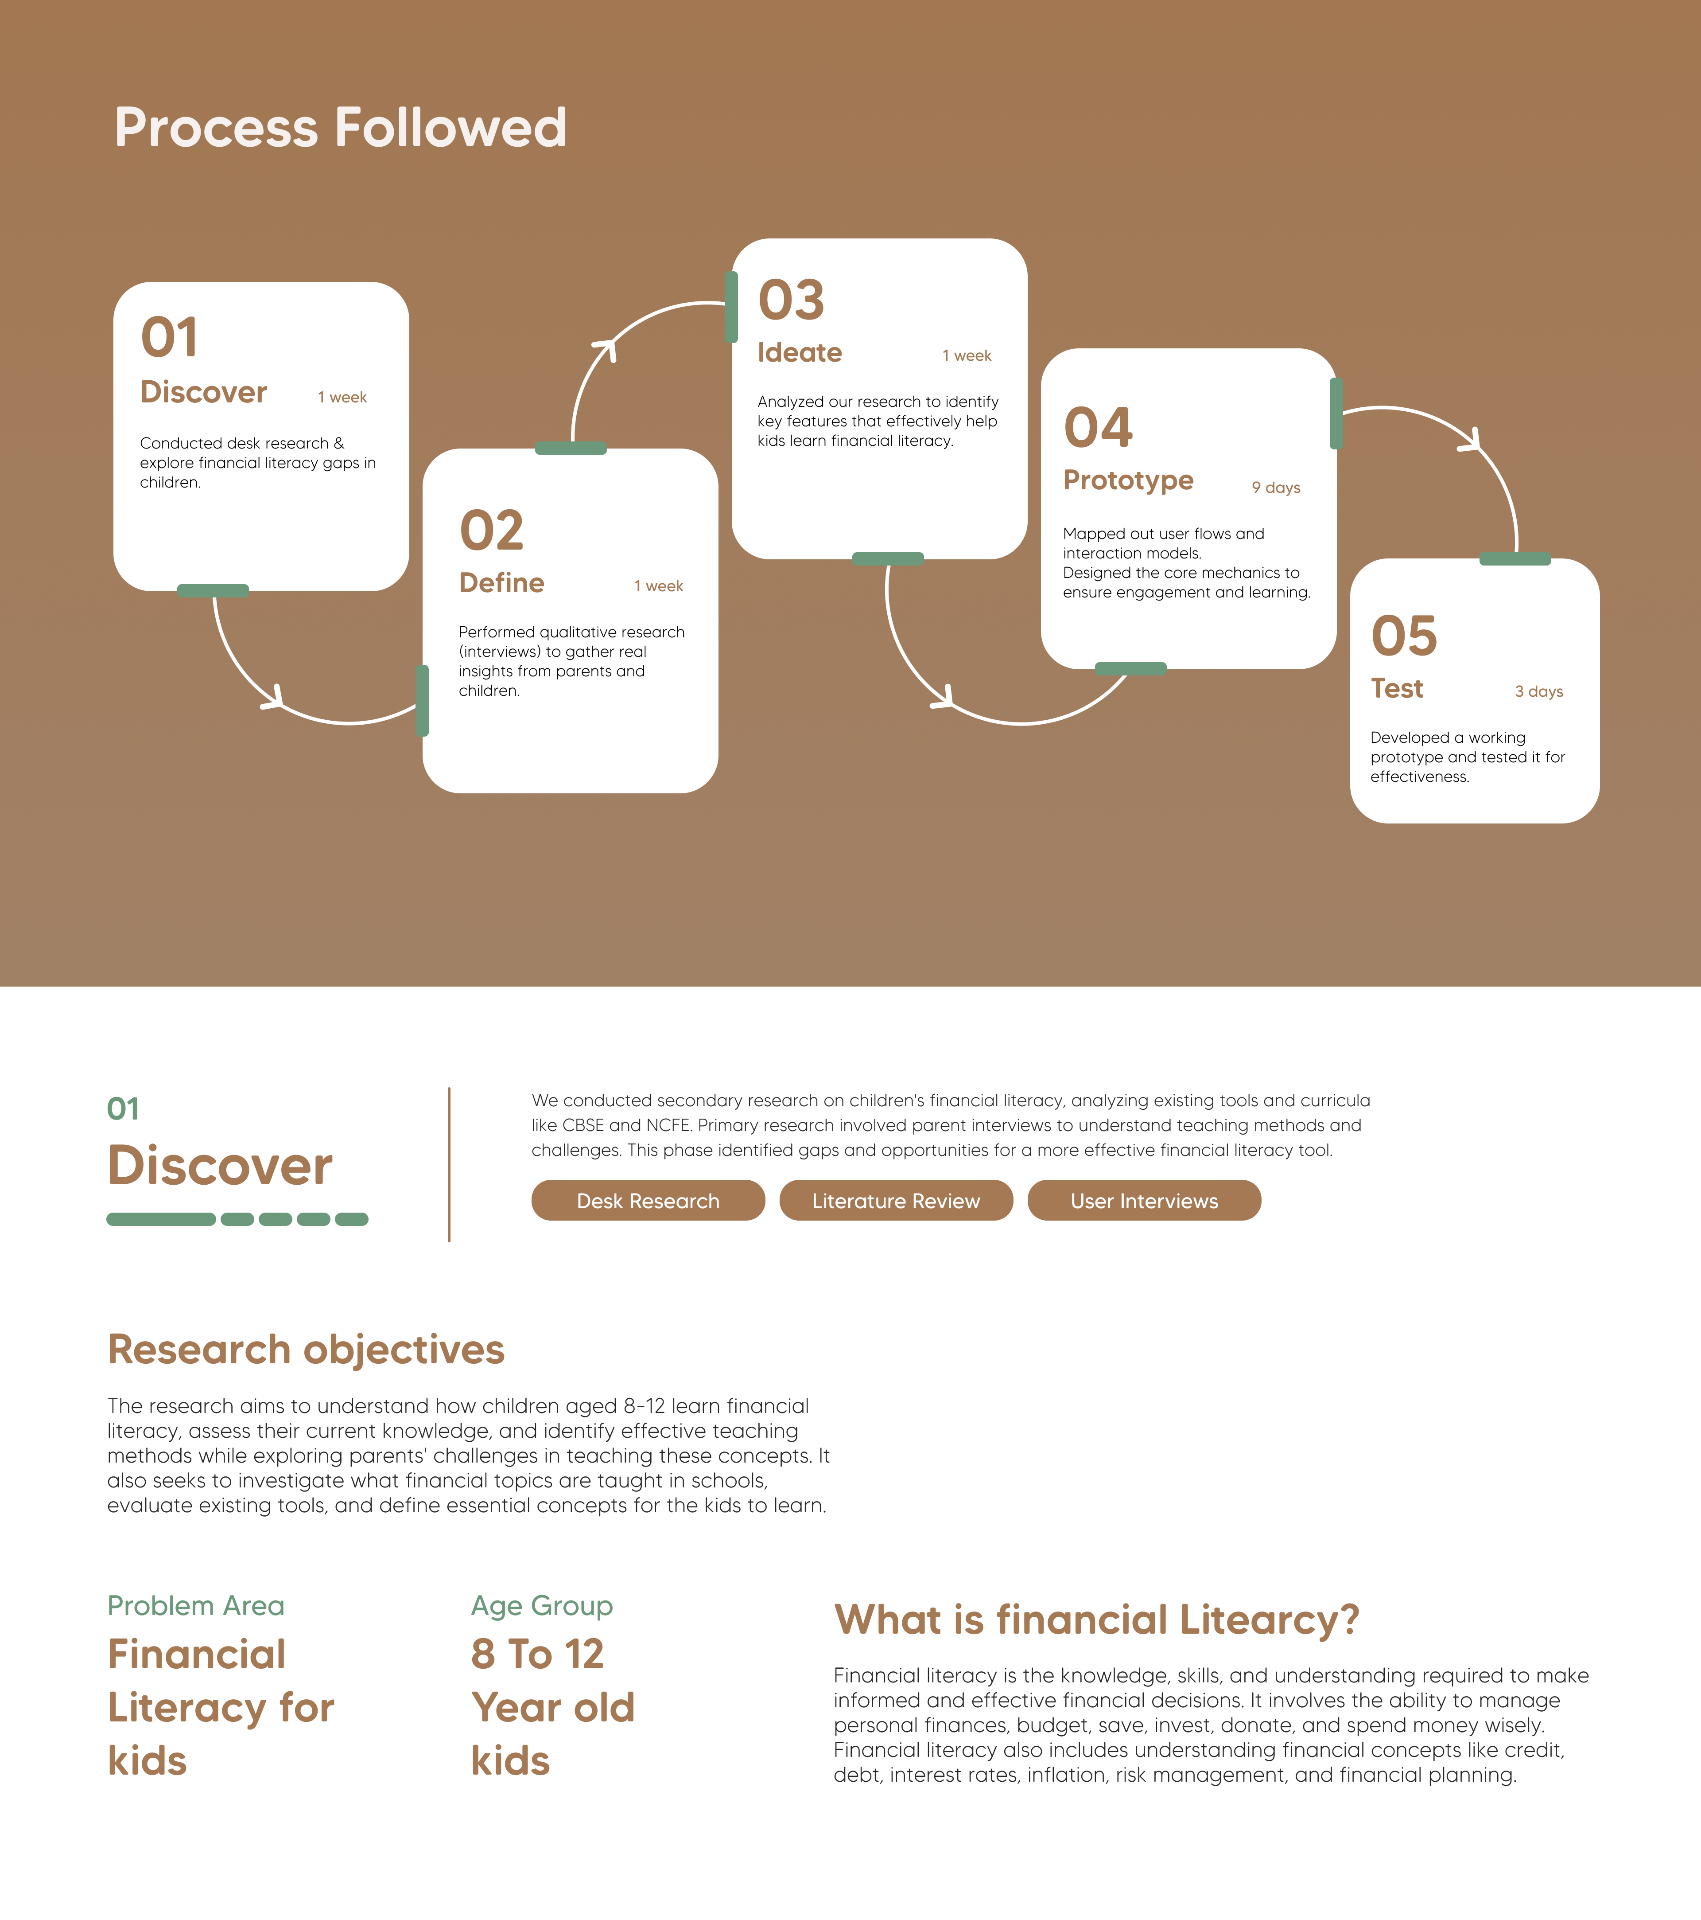 Process Followed
01
Discover
1 week
Conducted desk research &
explore financial literacy gaps in
children.
02
Define
1 week
Performed qualitative research
(interviews) to gather real
insights from parents and
children.
03
Ideate
1 week
Analyzed our research to identify
key features that effectively help
kids learn financial literacy.
04
Prototype
9 days
Mapped out user flows and
interaction models.
Designed the core mechanics to
ensure engagement and learning.
05
Test
3 days
Developed a working
prototype and tested it for
effectiveness.
01
Discover
We conducted secondary research on children's financial literacy, analyzing existing tools and curricula
like CBSE and NCFE. Primary research involved parent interviews to understand teaching methods and
challenges. This phase identified gaps and opportunities for a more effective financial literacy tool.
Desk Research
Literature Review
User Interviews
Research objectives
The research aims to understand how children aged 8-12 learn financial
literacy, assess their current knowledge, and identify effective teaching
methods while exploring parents' challenges in teaching these concepts. It
also seeks to investigate what financial topics are taught in schools,
evaluate existing tools, and define essential concepts for the kids to learn.
Problem Area
Financial
Literacy for
kids
Age Group
8 To 12
Year old
kids
What is financial Litearcy?
Financial literacy is the knowledge, skills, and understanding required to make
informed and effective financial decisions. It involves the ability to manage
personal finances, budget, save, invest, donate, and spend money wisely.
Financial literacy also includes understanding financial concepts like credit,
debt, interest rates, inflation, risk management, and financial planning.